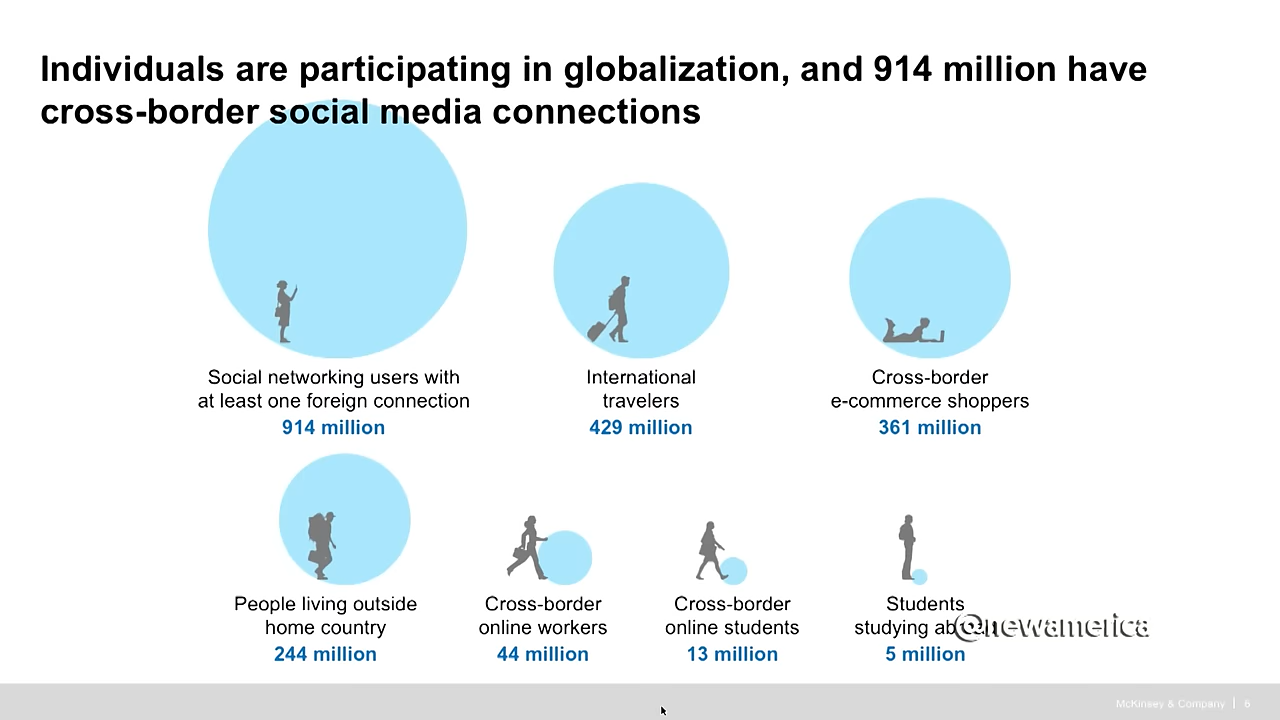 Individuals are participating in globalization, and 914 million have
cross-border social media connections
Social networking users with
at least one foreign connection
914 million
International
travelers
429 million
Cross-border
e-commerce shoppers
361 million
People living outside
home country
244 million
Cross-border
online workers
44 million
Cross-border
online students
13 million
Students
studying
5 million
@newamerica
McKinsey & Company | 6